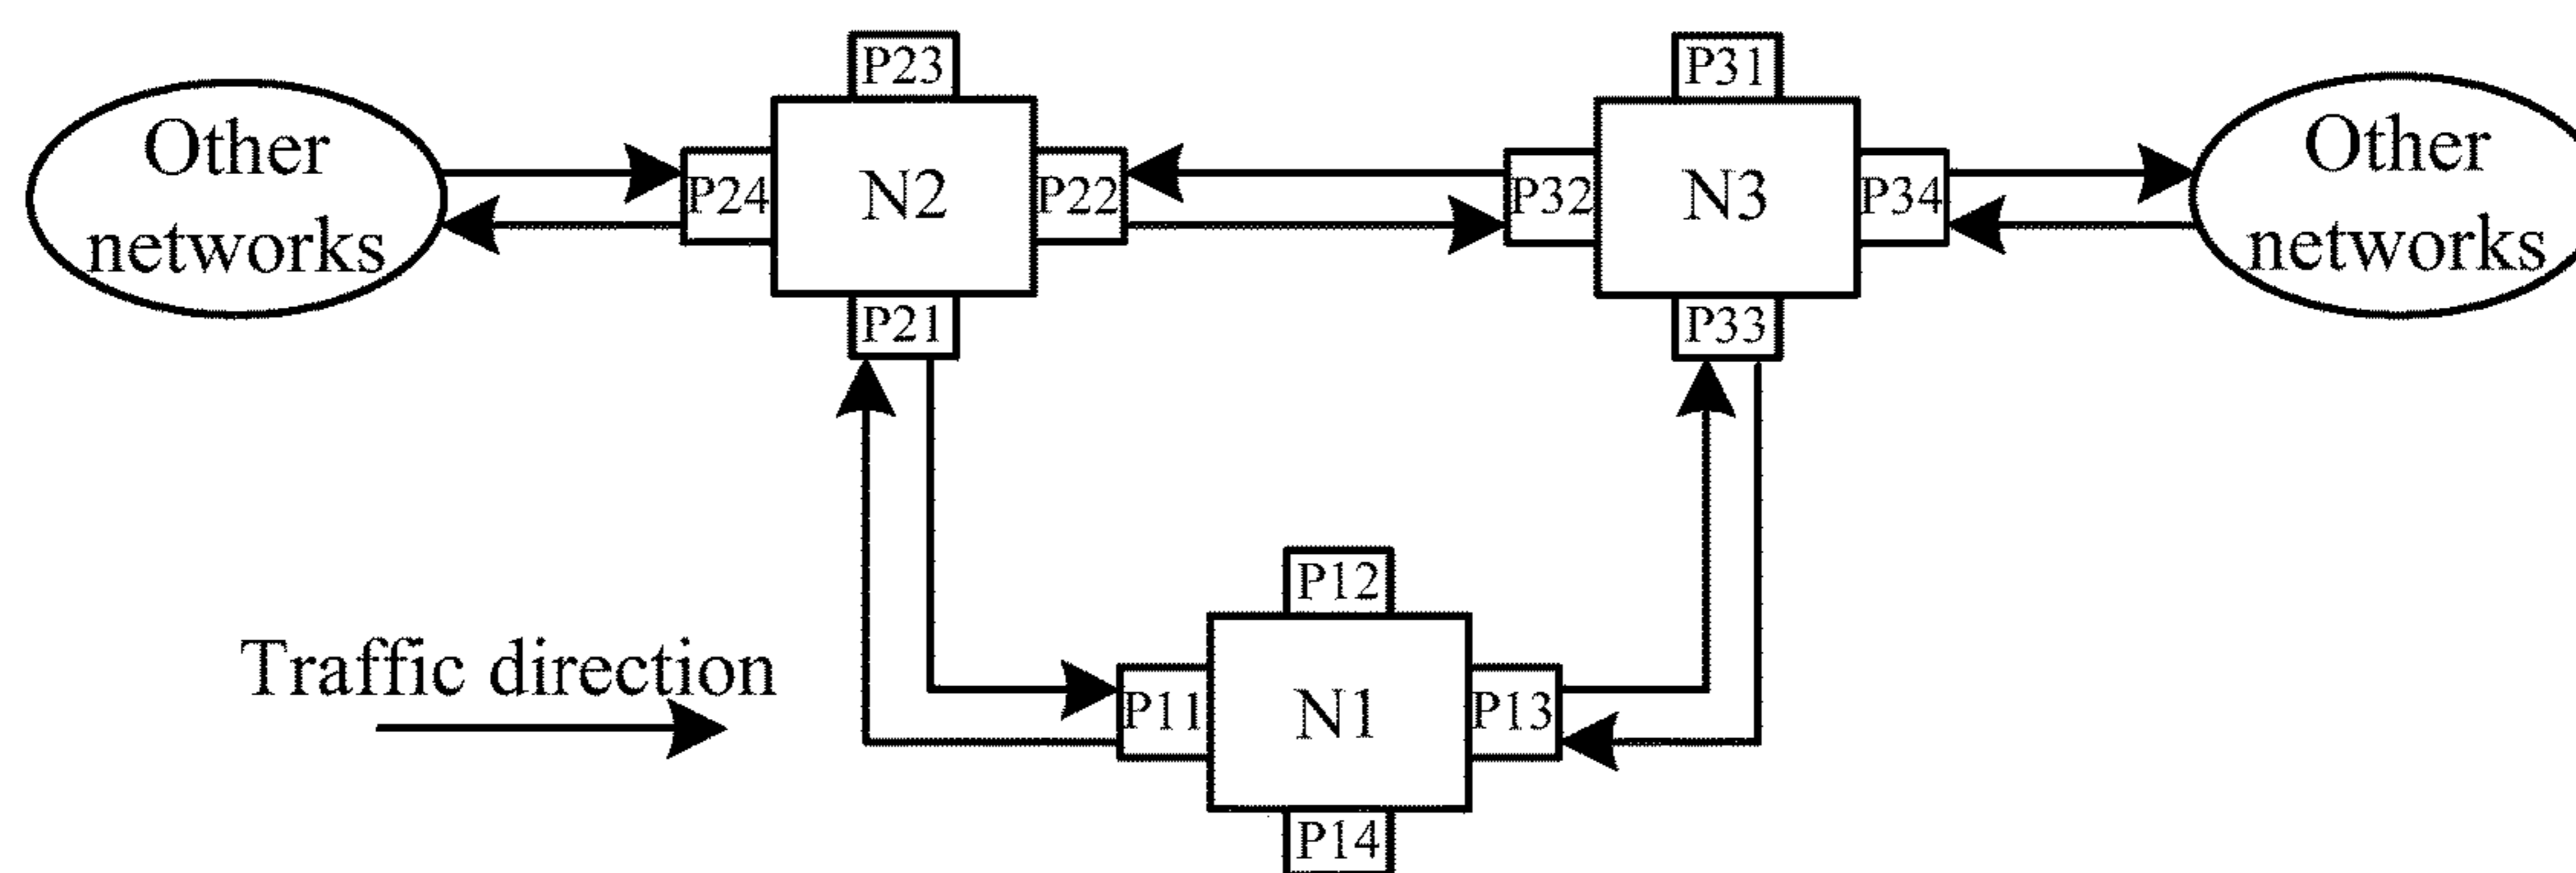 P23
P31
Other
networks
P24
N2
P22
P32
N3
P34
Other
networks
P21
P33
P12
Traffic direction
P11
N1
P13
P14